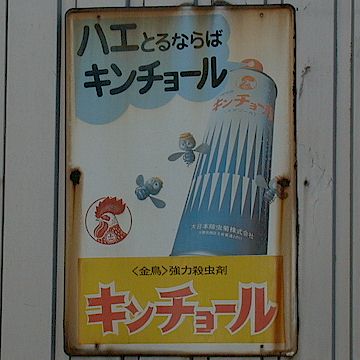 ハエとるならば
キンチョール
キンチョール
大日本除虫菊株式会社
〈金鳥〉強力殺虫剤
キンチョール